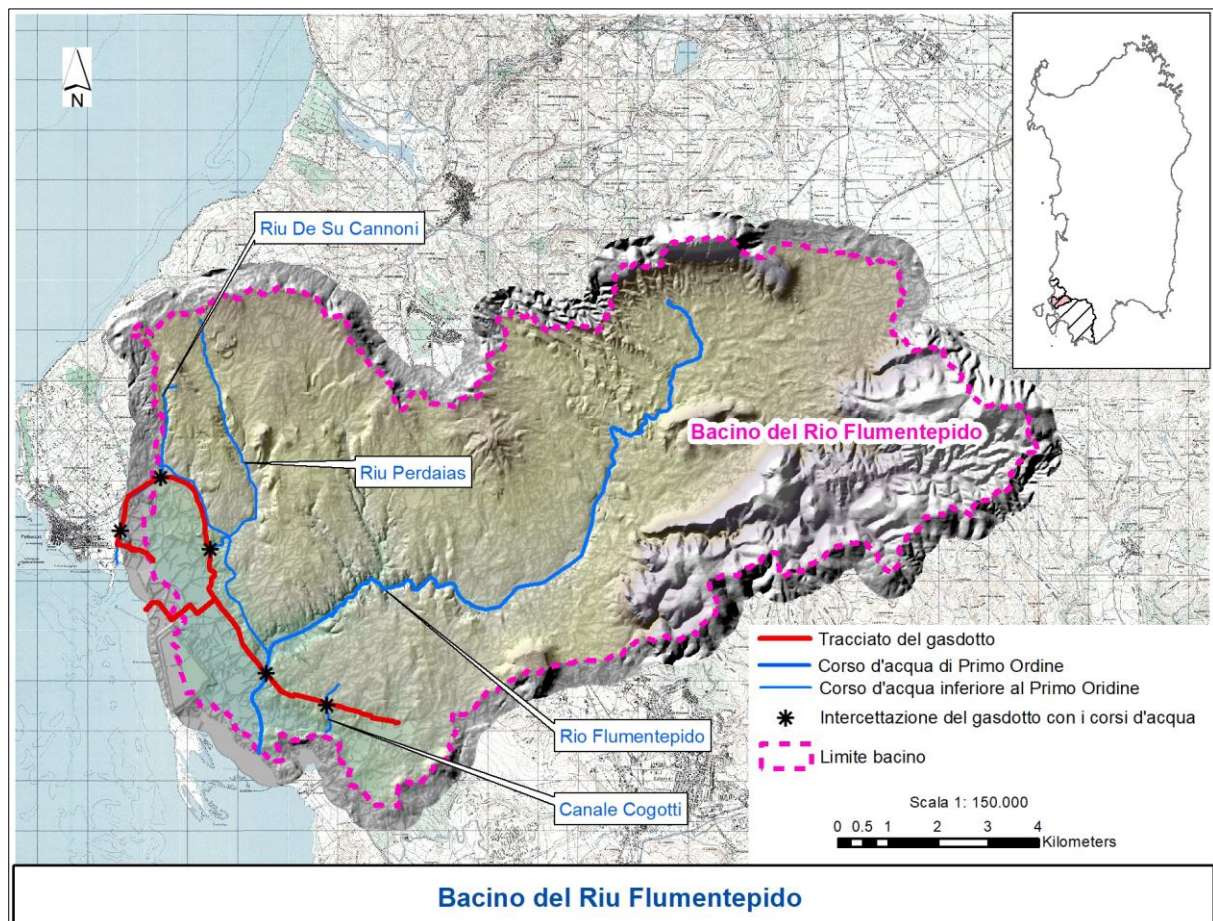 N
Riu De Su Cannoni
Bacino del Rio Flumentepido
Riu Perdaias
Tracciato del gasdotto
Corso d'acqua di Primo Ordine
Corso d'acqua inferiore al Primo Oridine
Intercettazione del gasdotto con i corsi d'acqua
Limite bacino
Rio Flumentepido
Canale Cogotti
Scala 1: 150.000
0 0.5 1 2 3 4
Kilometers
Bacino del Riu Flumentepido